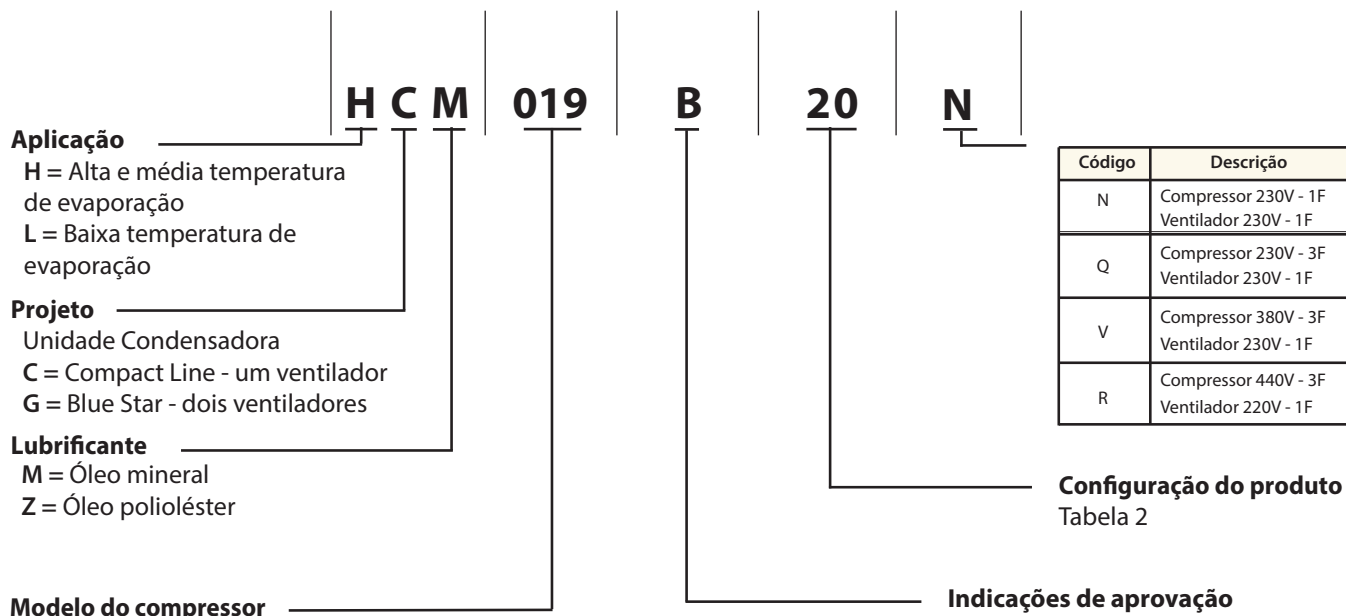 H C M 019 B 20 N
Aplicação
H = Alta e média temperatura
de evaporação
L = Baixa temperatura de
evaporação
Projeto
Unidade Condensadora
C = Compact Line - um ventilador
G = Blue Star - dois ventiladores
Lubrificante
M = Óleo mineral
Z = Óleo polioléster
Modelo do compressor
Código Descrição
N Compressor 230V - 1F
Ventilador 230V - 1F
Q Compressor 230V - 3F
Ventilador 230V - 1F
V Compressor 380V - 3F
Ventilador 230V - 1F
R Compressor 440V - 3F
Ventilador 220V - 1F
Configuração do produto
Tabela 2
Indicações de aprovação